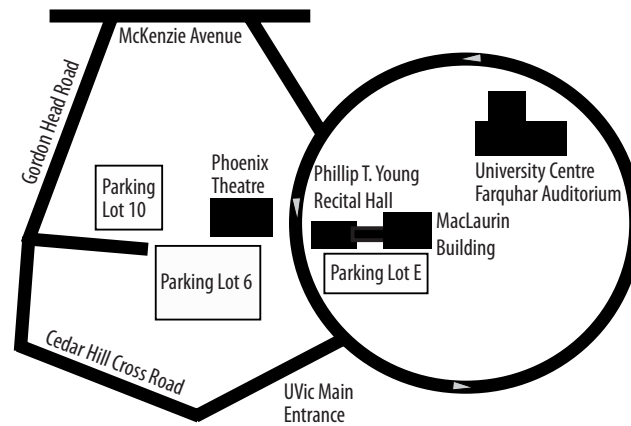 McKenzie Avenue
Gordon Head Road
Parking
Lot 10
Phoenix
Theatre
Phillip T. Young
Recital Hall
University Centre
Farquhar Auditorium
MacLaurin
Building
Parking Lot E
Parking Lot 6
Cedar Hill Cross Road
UVic Main
Entrance